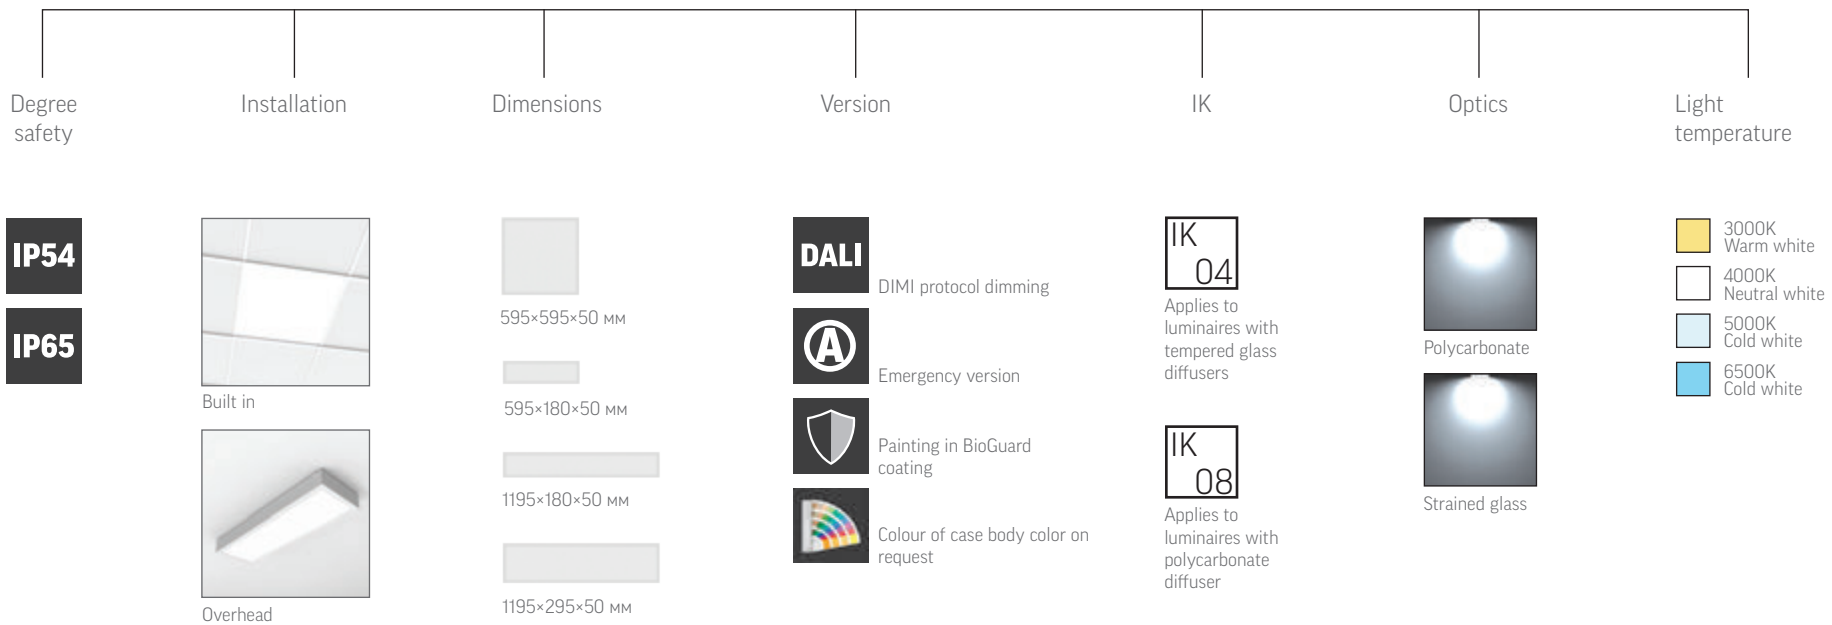 Degree
safety
IP54
IP65
Installation
Built in
Overhead
Dimensions
595×595×50 мм
595×180×50 мм
1195×180×50 мм
1195×295×50 мм
Version
DALI
DIMI protocol dimming
A
Emergency version
Painting in BioGuard
coating
Colour of case body color on
request
IK
IK
04
Applies to
luminaires with
tempered glass
diffusers
IK
08
Applies to
luminaires with
polycarbonate
diffuser
Optics
Polycarbonate
Strained glass
Light
temperature
3000K
Warm white
4000K
Neutral white
5000K
Cold white
6500K
Cold white